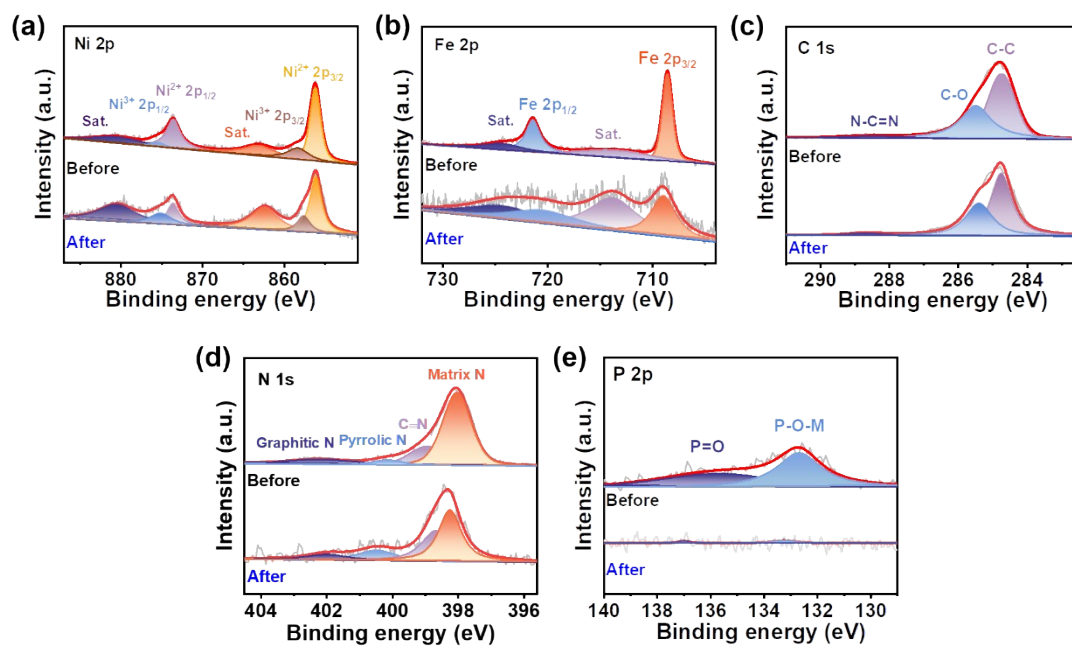 (a)
Ni 2p
Ni²⁺ 2p₃/₂
Ni²⁺ 2p₁/₂
Ni³⁺ 2p₁/₂
Ni³⁺ 2p₃/₂
Sat.
Sat.
Before
After
Intensity (a.u.)
880
870
860
Binding energy (eV)
(b)
Fe 2p
Fe 2p₃/₂
Fe 2p₁/₂
Sat.
Sat.
Before
After
Intensity (a.u.)
732
720
708
Binding energy (eV)
(c)
C 1s
C-C
C-O
N-C=N
Before
After
Intensity (a.u.)
290
288
286
284
Binding energy (eV)
(d)
N 1s
Matrix N
C=N
Graphitic N
Pyrrolic N
Before
After
Intensity (a.u.)
404
402
400
398
396
Binding energy (eV)
(e)
P 2p
P-O-M
P=O
Before
After
Intensity (a.u.)
140
138
136
134
132
130
Binding energy (eV)